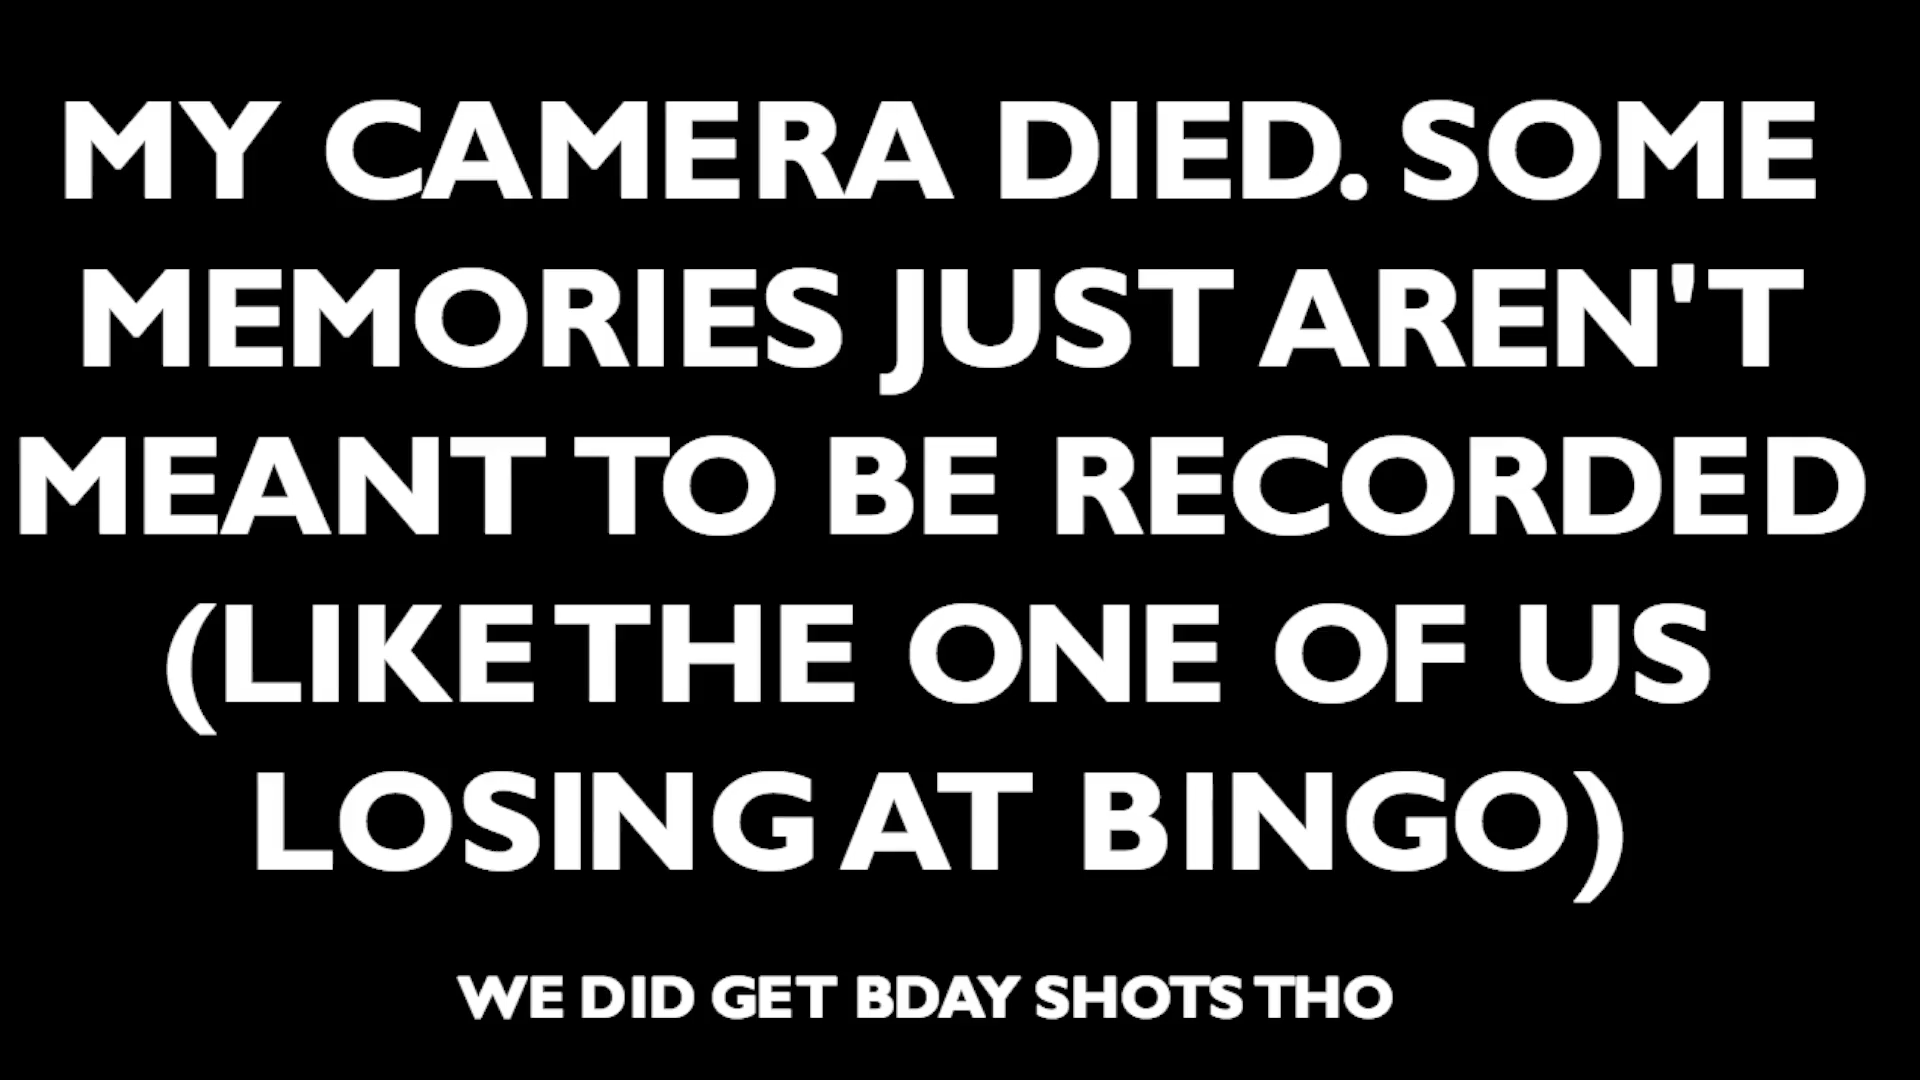 MY CAMERA DIED. SOME
MEMORIES JUST AREN'T
MEANT TO BE RECORDED
(LIKE THE ONE OF US
LOSING AT BINGO)
WE DID GET BDAY SHOTS THO